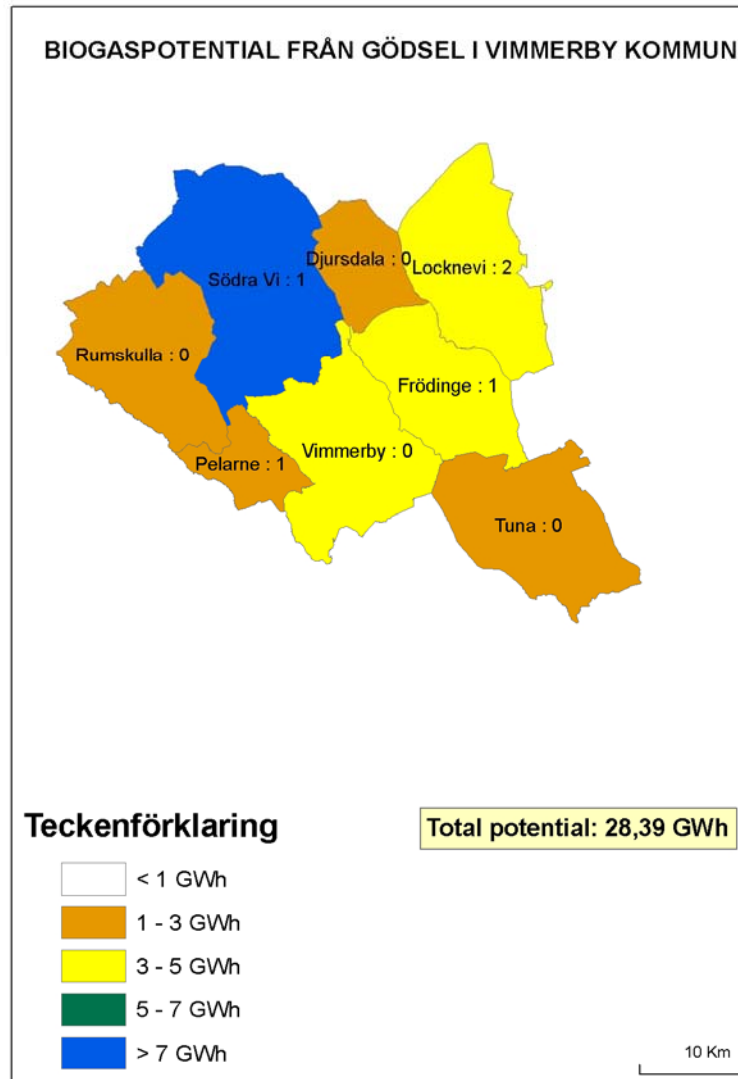 BIOGASPOTENTIAL FRÅN GÖDSEL I VIMMERBY KOMMUN
Djursdala : 0
Locknevi : 2
Södra Vi : 1
Rumskulla : 0
Frödinge : 1
Vimmerby : 0
Pelarne : 1
Tuna : 0
Teckenförklaring
Total potential: 28,39 GWh
< 1 GWh
1 - 3 GWh
3 - 5 GWh
5 - 7 GWh
> 7 GWh
10 Km